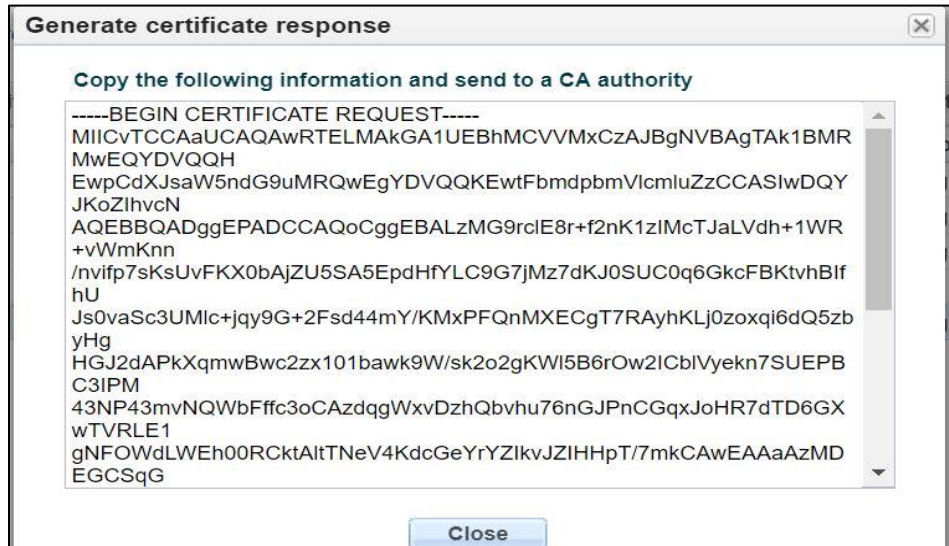 Generate certificate response
Copy the following information and send to a CA authority
-----BEGIN CERTIFICATE REQUEST-----
MIICvTCCAaUCAQAwRTELMAkGA1UEBhMCVVMxCzAJBgNVBAgTAk1BMR
MwEQYDVQQH
EwpCdXJsaW5ndG9uMRQwEgYDVQQKEwtFbmdpbmVlcmluZzCCASIwDQY
JKoZIhvcN
AQEBBQADggEPADCCAQoCggEBALzMG9rclE8r+f2nK1zIMcTJaLVdh+1WR
+vWmKnn
/nvifp7sKsUvFKX0bAjZU5SA5EpdHfYLC9G7jMz7dKJ0SUC0q6GkcFBKtvhBIf
hU
Js0vaSc3UMlc+jqy9G+2Fsd44mY/KMxPFQnMXECgT7RAyhKLj0zoxqi6dQ5zb
yHg
HGJ2dAPkXqmwBwc2zx101bawk9W/sk2o2gKWl5B6rOw2ICblVyekn7SUEPB
C3IPM
43NP43mvNQWbFffc3oCAzdqgWxvDzhQbvhu76nGJPnCGqxJoHR7dTD6GX
wTVRLE1
gNFOWdLWEh00RCktAltTNeV4KdcGeYrYZIkvJZIHHpT/7mkCAwEAAaAzMD
EGCSqG
Close